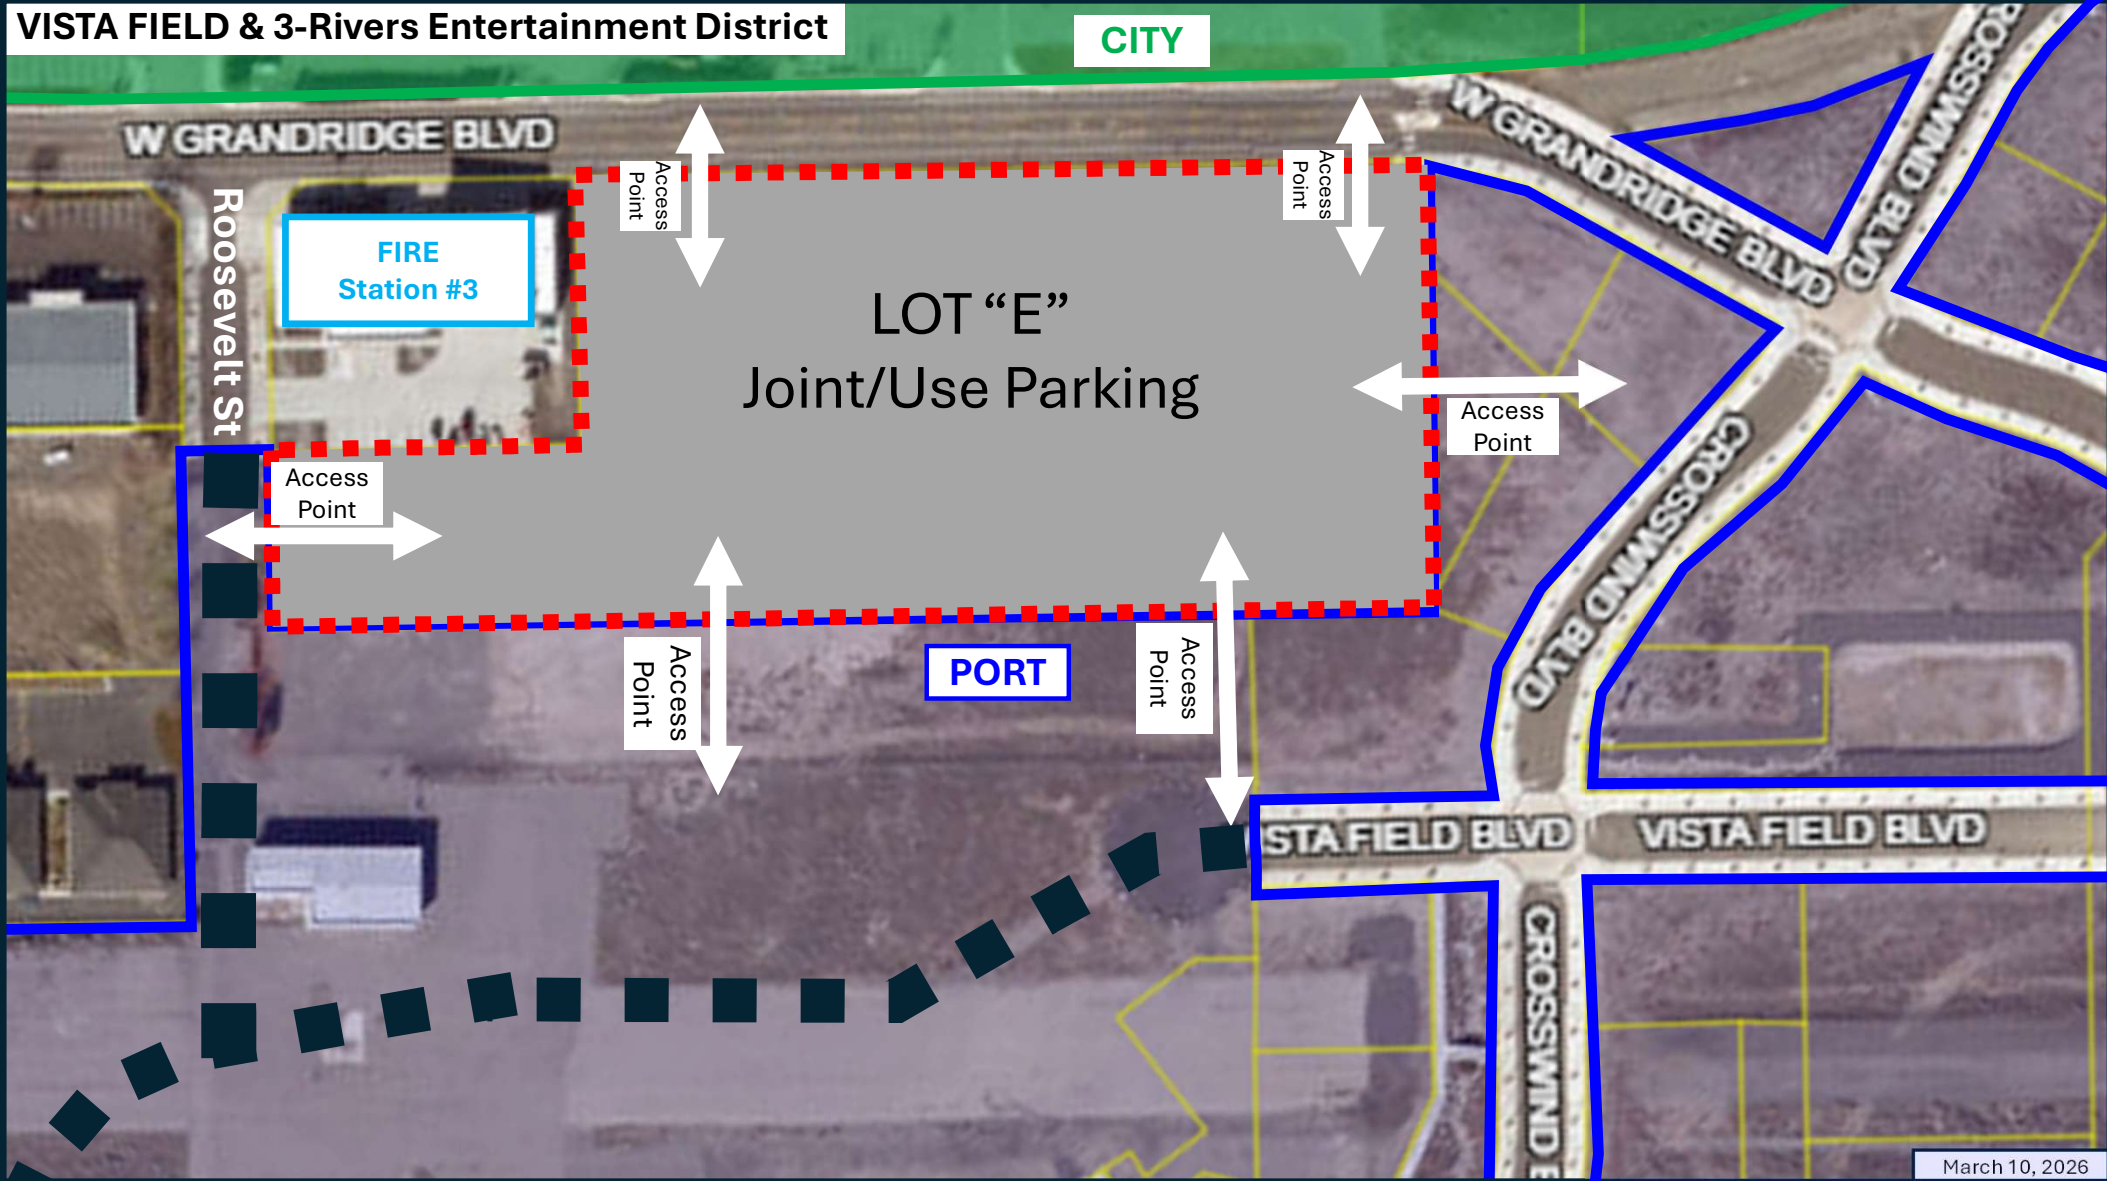 VISTA FIELD & 3-Rivers Entertainment District
CITY
W GRANDRIDGE BLVD
W GRANDRIDGE BLVD
CROSSWIND BLVD
Roosevelt St
FIRE
Station #3
Access
Point
Access
Point
LOT “E”
Joint/Use Parking
Access
Point
Access
Point
CROSSWIND BLVD
Access
Point
PORT
Access
Point
STA FIELD BLVD
VISTA FIELD BLVD
CROSSWIND B
March 10, 2026